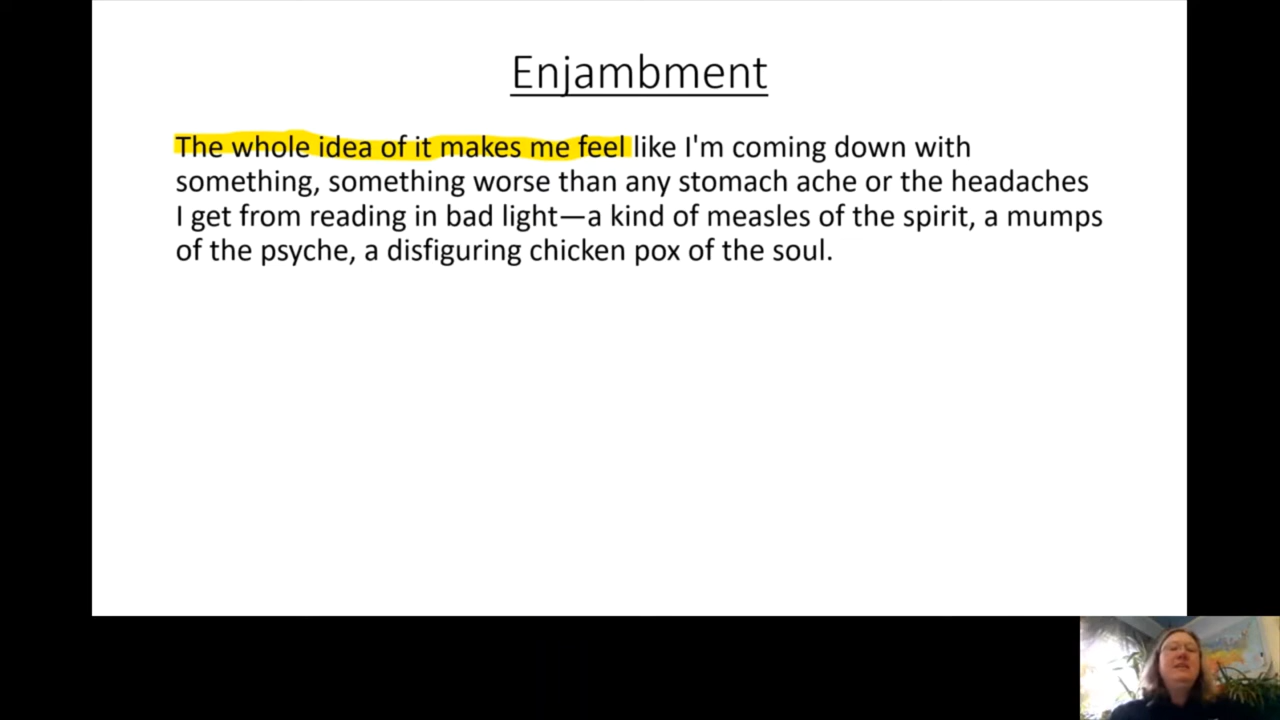 Enjambment
The whole idea of it makes me feel like I'm coming down with
something, something worse than any stomach ache or the headaches
I get from reading in bad light—a kind of measles of the spirit, a mumps
of the psyche, a disfiguring chicken pox of the soul.